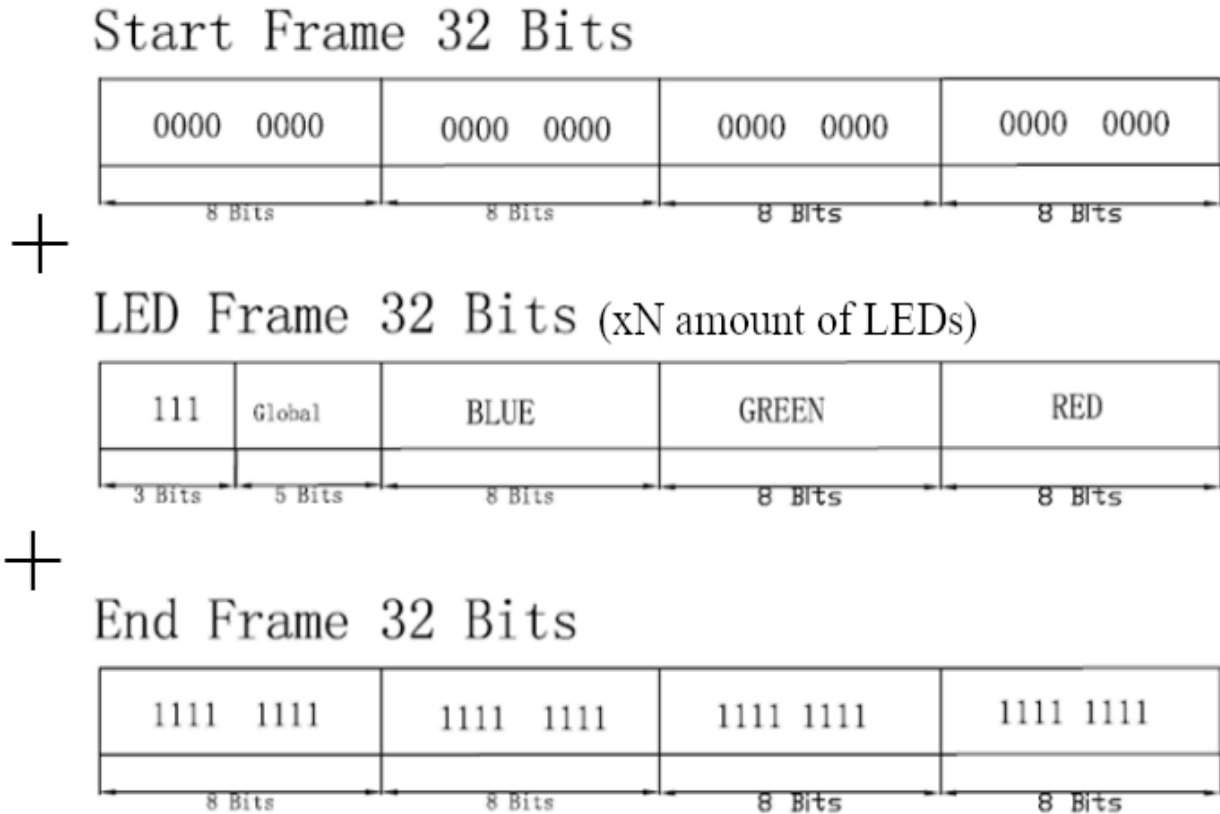 Start Frame 32 Bits
0000 0000 0000 0000 0000 0000 0000 0000
8 Bits 8 Bits 8 Bits 8 Bits
+
LED Frame 32 Bits (xN amount of LEDs)
111 Global BLUE GREEN RED
3 Bits 5 Bits 8 Bits 8 Bits 8 Bits
+
End Frame 32 Bits
1111 1111 1111 1111 1111 1111 1111 1111
8 Bits 8 Bits 8 Bits 8 Bits